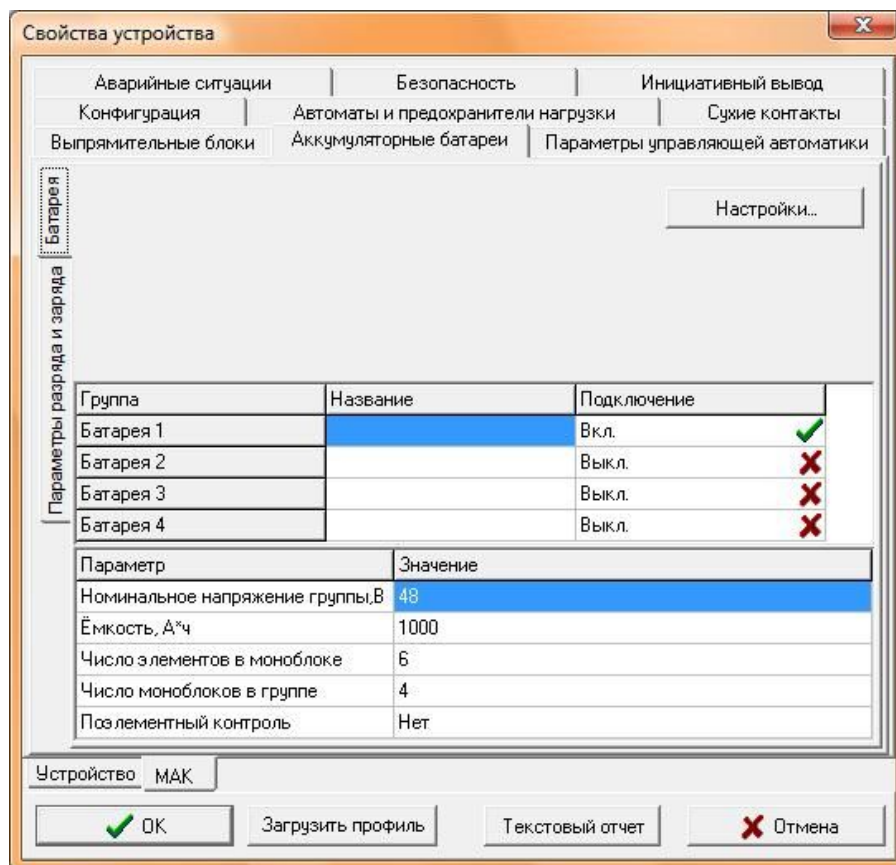 Свойства устройства
Аварийные ситуации Безопасность Инициативный вывод
Конфигурация Автоматы и предохранители нагрузки Сухие контакты
Выпрямительные блоки Аккумуляторные батареи Параметры управляющей автоматики
Батарея
Параметры разряда и заряда
Настройки...
Группа Название Подключение
Батарея 1 Вкл.
Батарея 2 Выкл.
Батарея 3 Выкл.
Батарея 4 Выкл.
Параметр Значение
Номинальное напряжение группы,В 48
Ёмкость, А*ч 1000
Число элементов в моноблоке 6
Число моноблоков в группе 4
Поэлементный контроль Нет
Устройство МАК
ОК Загрузить профиль Текстовый отчет Отмена